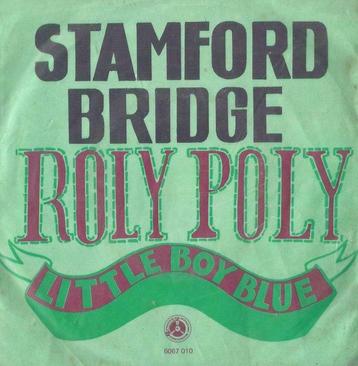 STAMFORD
BRIDGE
ROLY POLY
LITTLE BOY BLUE
6067 010